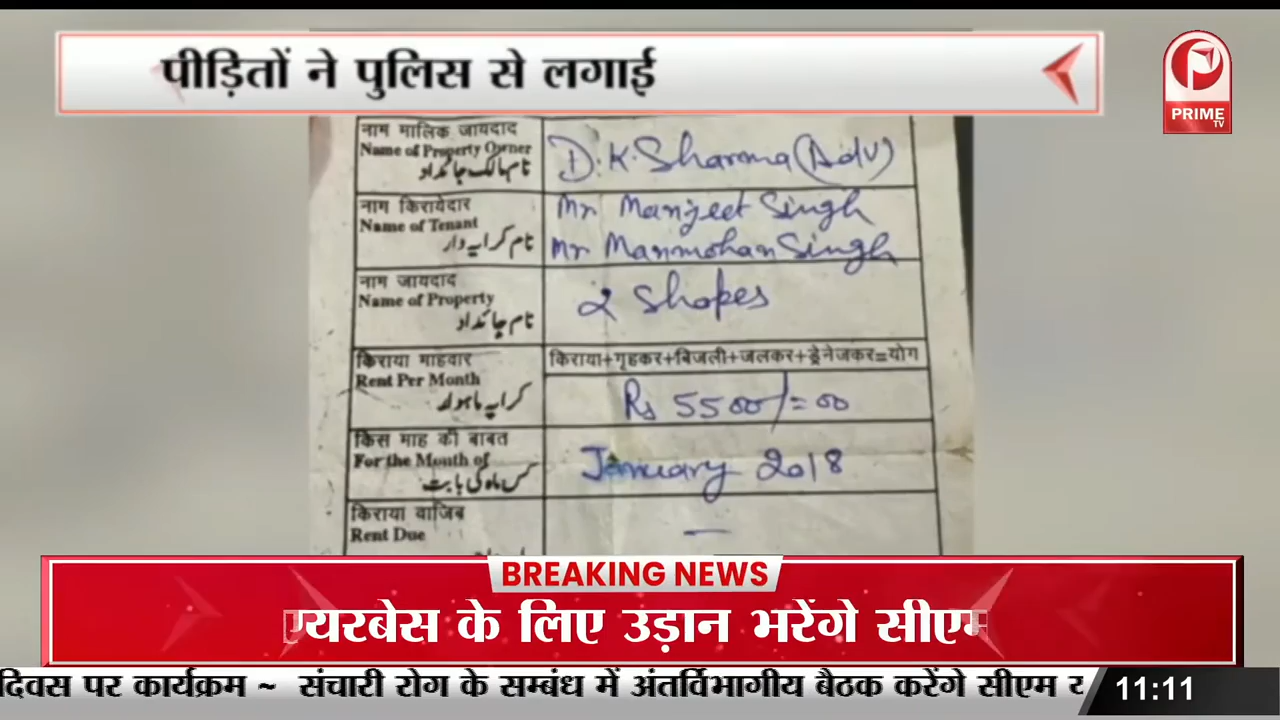 पीड़ितों ने पुलिस से लगाई
PRIME
TV
नाम मालिक जायदाद
Name of Property Owner
نام مالک جائداد
D.K. Sharma (Adv)
नाम किरायेदार
Name of Tenant
نام کرایہ دار
Mr Manjeet Singh
Mr Manmohan Singh
नाम जायदाद
Name of Property
نام جائداد
2 Shopes
किराया माहवार
Rent Per Month
کرایہ ماہوار
किराया+गृहकर+बिजली+जलकर+ड्रेनेजकर=योग
Rs 5500/=00
किस माह की बाबत
For the Month of
کس ماہ کی بابت
January 2018
किराया वाजिब
Rent Due
—
BREAKING NEWS
एयरबेस के लिए उड़ान भरेंगे सीएम
दिवस पर कार्यक्रम ~ संचारी रोग के सम्बंध में अंतर्विभागीय बैठक करेंगे सीएम
11:11